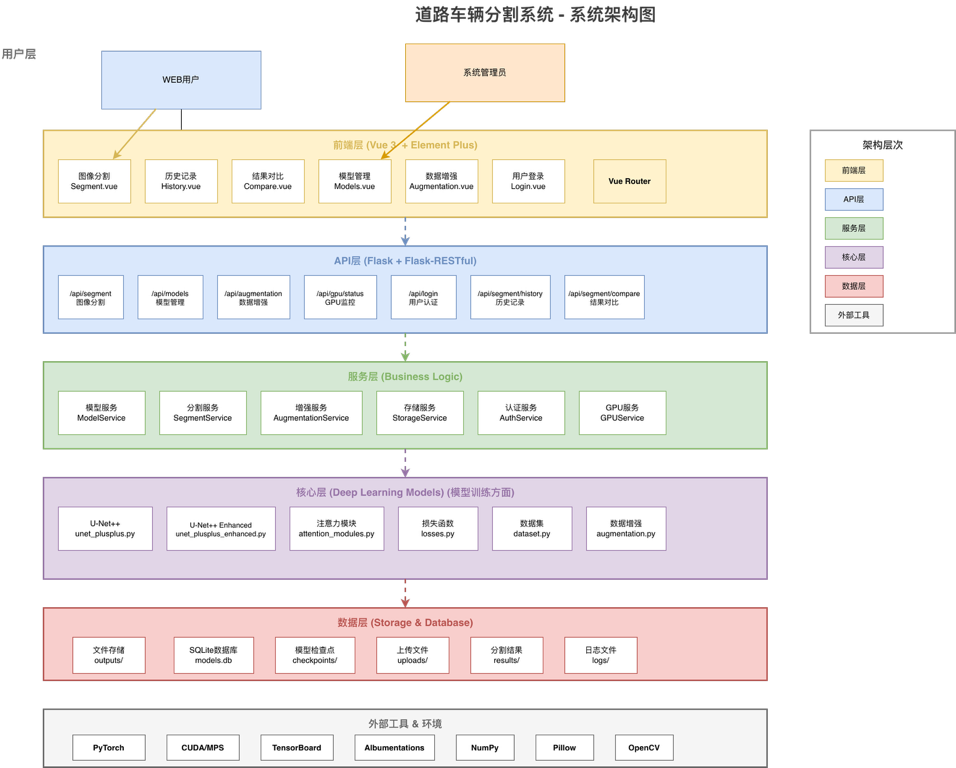 道路车辆分割系统 - 系统架构图
用户层
WEB用户
系统管理员
前端层 (Vue 3 + Element Plus)
图像分割
Segment.vue
历史记录
History.vue
结果对比
Compare.vue
模型管理
Models.vue
数据增强
Augmentation.vue
用户登录
Login.vue
Vue Router
架构层次
前端层
API层
服务层
核心层
数据层
外部工具
API层 (Flask + Flask-RESTful)
/api/segment
图像分割
/api/models
模型管理
/api/augmentation
数据增强
/api/gpu/status
GPU监控
/api/login
用户认证
/api/segment/history
历史记录
/api/segment/compare
结果对比
服务层 (Business Logic)
模型服务
ModelService
分割服务
SegmentService
增强服务
AugmentationService
存储服务
StorageService
认证服务
AuthService
GPU服务
GPUService
核心层 (Deep Learning Models) (模型训练方面)
U-Net++
unet_plusplus.py
U-Net++ Enhanced
unet_plusplus_enhanced.py
注意力模块
attention_modules.py
损失函数
losses.py
数据集
dataset.py
数据增强
augmentation.py
数据层 (Storage & Database)
文件存储
outputs/
SQLite数据库
models.db
模型检查点
checkpoints/
上传文件
uploads/
分割结果
results/
日志文件
logs/
外部工具 & 环境
PyTorch
CUDA/MPS
TensorBoard
Albumentations
NumPy
Pillow
OpenCV